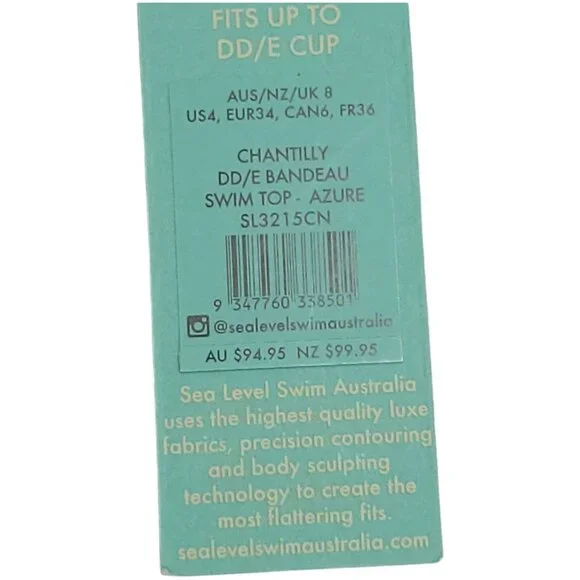 FITS UP TO
DD/E CUP
AUS/NZ/UK 8
US4, EUR34, CAN6, FR36
CHANTILLY
DD/E BANDEAU
SWIM TOP - AZURE
SL3215CN
9 347760 338501
@sealevelswimaustralia
AU $94.95 NZ $99.95
Sea Level Swim Australia
uses the highest quality luxe
fabrics, precision contouring
and body sculpting
technology to create the
most flattering fits.
sealevelswimaustralia.com